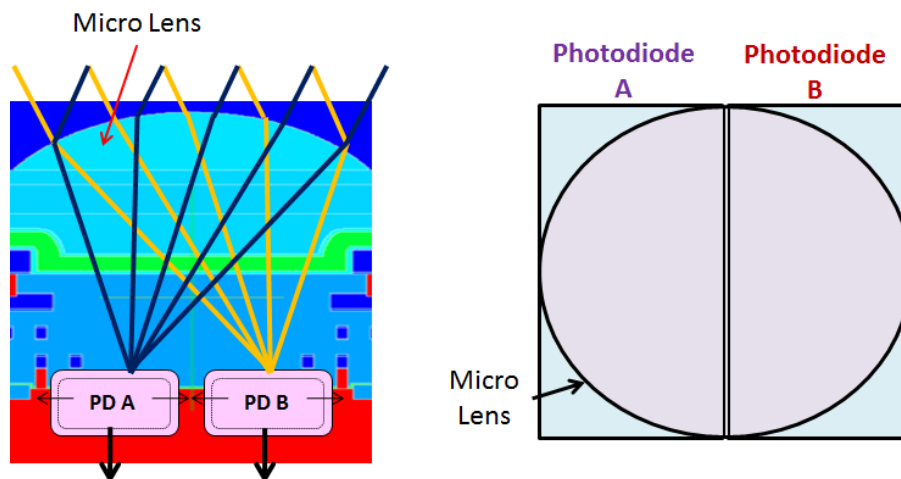 Micro Lens
PD A
PD B
Photodiode
A
Photodiode
B
Micro
Lens